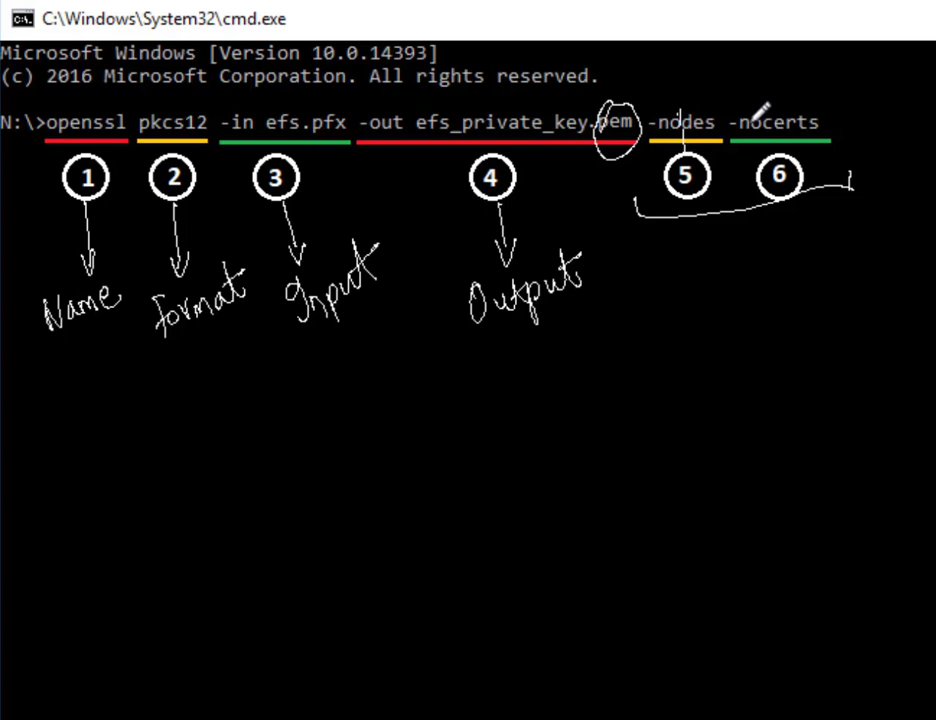 C:\Windows\System32\cmd.exe
Microsoft Windows [Version 10.0.14393]
(c) 2016 Microsoft Corporation. All rights reserved.
N:\>openssl pkcs12 -in efs.pfx -out efs_private_key.pem -nodes -nocerts
1 2 3 4 5 6
Name Format Input Output